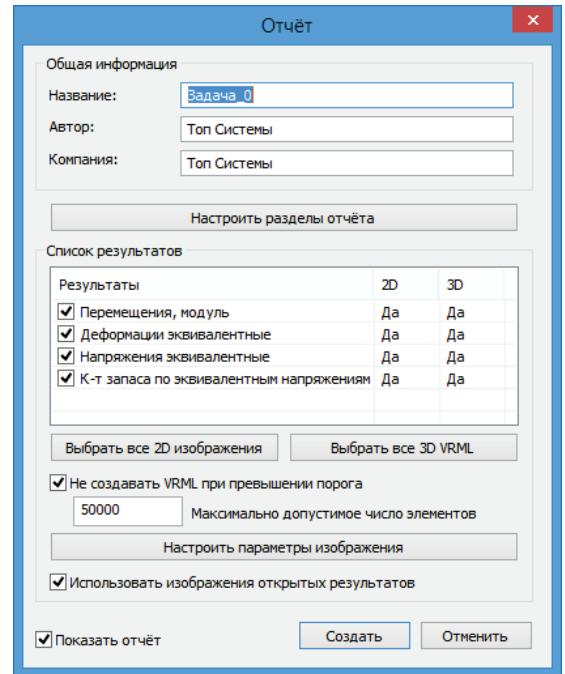 Отчёт
Общая информация
Название: Задача_0
Автор: Топ Системы
Компания: Топ Системы
Настроить разделы отчёта
Список результатов
Результаты 2D 3D
Перемещения, модуль Да Да
Деформации эквивалентные Да Да
Напряжения эквивалентные Да Да
К-т запаса по эквивалентным напряжениям Да Да
Выбрать все 2D изображения Выбрать все 3D VRML
Не создавать VRML при превышении порога
50000 Максимально допустимое число элементов
Настроить параметры изображения
Использовать изображения открытых результатов
Показать отчёт Создать Отменить